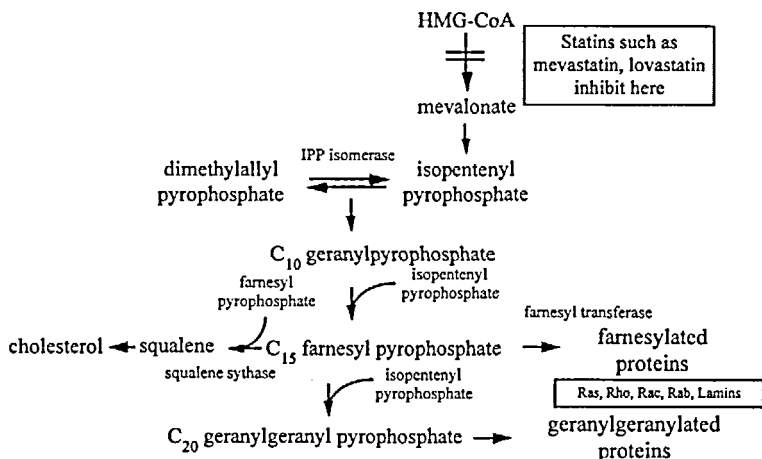 HMG-CoA
Statins such as
mevastatin, lovastatin
inhibit here
mevalonate
IPP isomerase
dimethylallyl
pyrophosphate
isopentenyl
pyrophosphate
C10 geranylpyrophosphate
farnesyl
pyrophosphate
isopentenyl
pyrophosphate
farnesyl transferase
cholesterol
squalene
C15 farnesyl pyrophosphate
farnesylated
proteins
squalene sythase
isopentenyl
pyrophosphate
Ras, Rho, Rac, Rab, Lamins
C20 geranylgeranyl pyrophosphate
geranylgeranylated
proteins